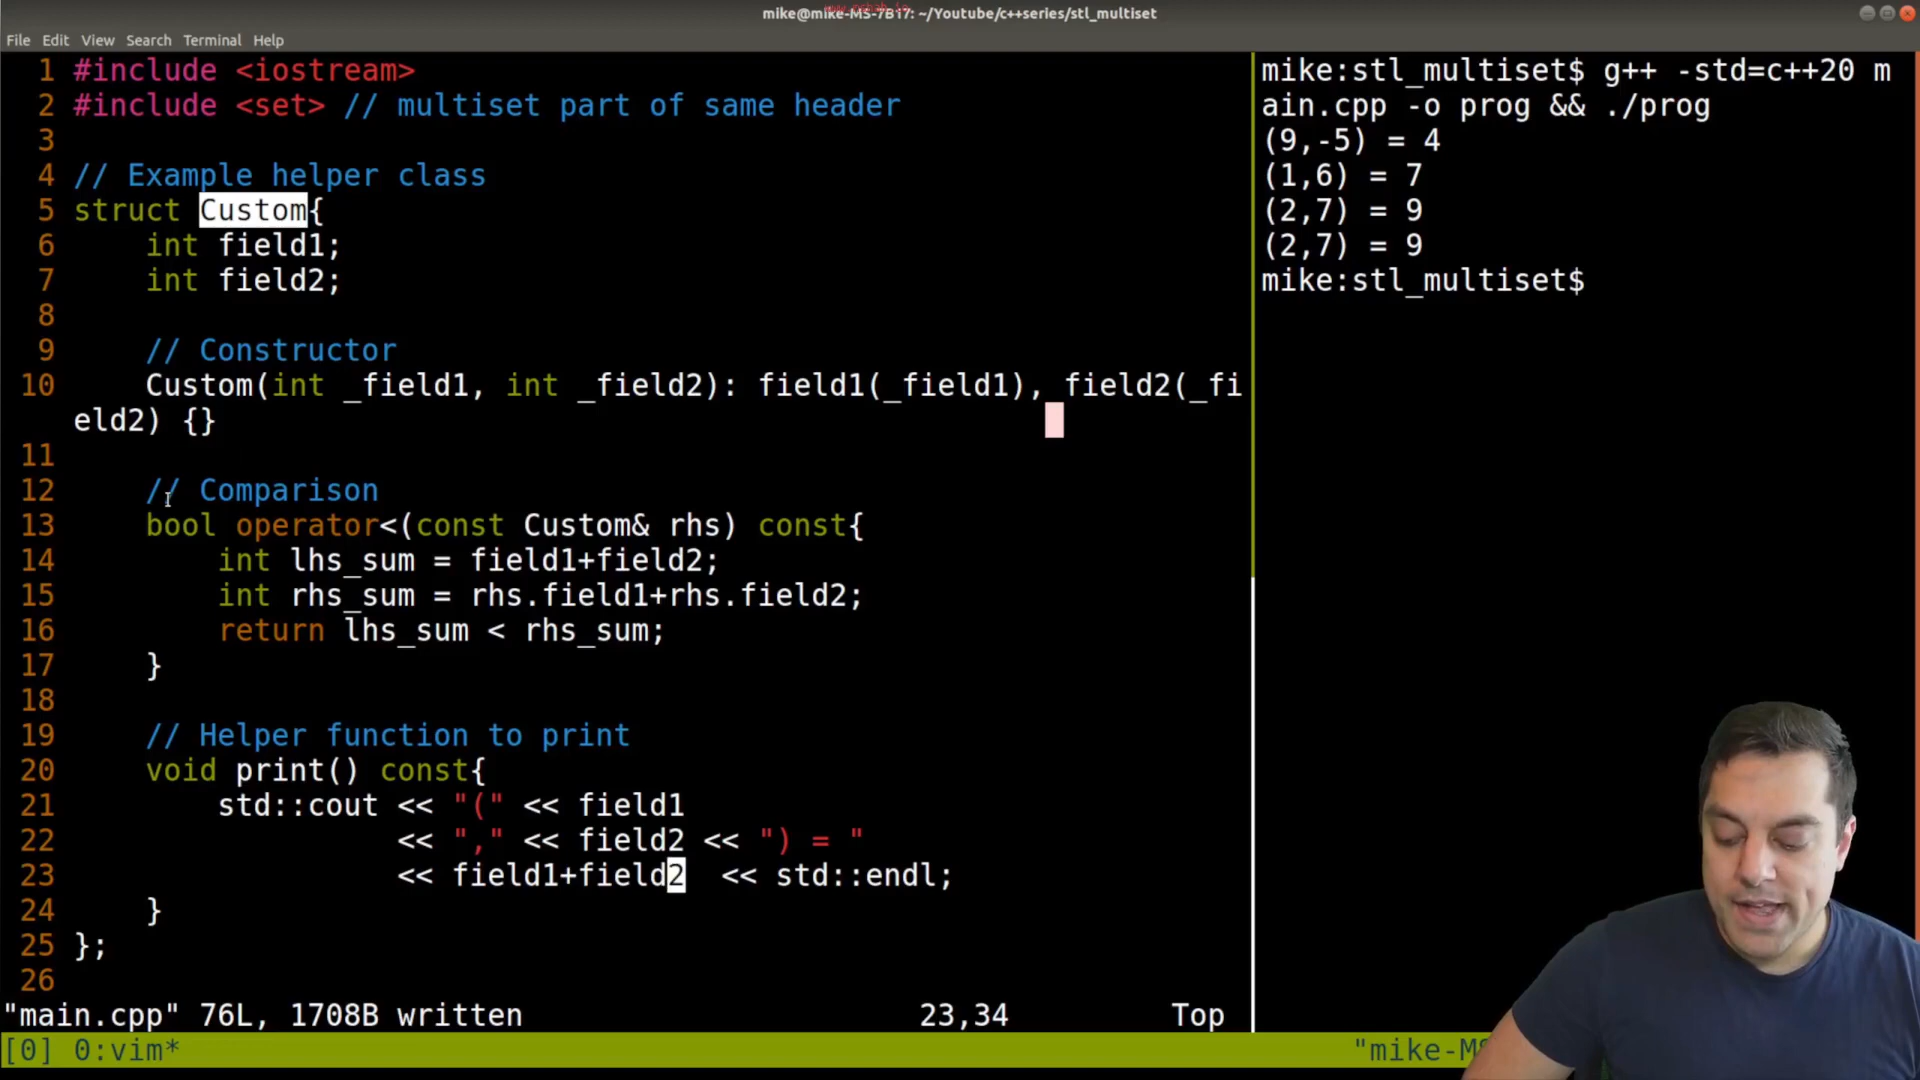 mike@mike-MS-7B17: ~/Youtube/c++series/stl_multiset
File Edit View Search Terminal Help
1 #include <iostream>
2 #include <set> // multiset part of same header
3
4 // Example helper class
5 struct Custom{
6 int field1;
7 int field2;
8
9 // Constructor
10 Custom(int _field1, int _field2): field1(_field1), field2(_fi
eld2) {}
11
12 // Comparison
13 bool operator<(const Custom& rhs) const{
14 int lhs_sum = field1+field2;
15 int rhs_sum = rhs.field1+rhs.field2;
16 return lhs_sum < rhs_sum;
17 }
18
19 // Helper function to print
20 void print() const{
21 std::cout << "(" << field1
22 << "," << field2 << ") = "
23 << field1+field2  << std::endl;
24 }
25 };
26
"main.cpp" 76L, 1708B written 23,34 Top
[0] 0:vim* "mike-MS
mike:stl_multiset$ g++ -std=c++20 m
ain.cpp -o prog && ./prog
(9,-5) = 4
(1,6) = 7
(2,7) = 9
(2,7) = 9
mike:stl_multiset$